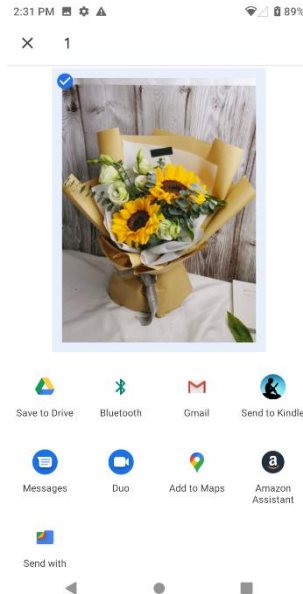 2:31 PM 89%
1
Save to Drive
Bluetooth
Gmail
Send to Kindle
Messages
Duo
Add to Maps
Amazon
Assistant
Send with